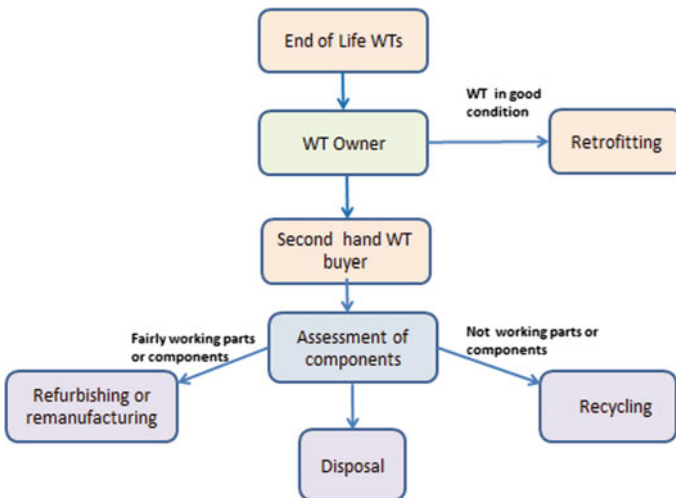 End of Life WTs
WT in good
condition
WT Owner
Retrofitting
Second hand WT
buyer
Fairly working parts
or components
Assessment of
components
Not working parts or
components
Refurbishing or
remanufacturing
Recycling
Disposal